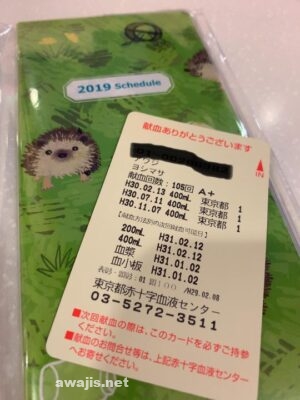 2019 Schedule
献血ありがとうございます
IN
アワジ
ヨシマサ
献血回数: 105回 A+
H30.02.13 400mL 東京都 1
H30.07.11 400mL 東京都 1
H30.11.07 400mL 東京都 1
200mL H31.02.12
400mL H31.02.12
血漿 H31.01.02
血小板 H31.01.02
東京都赤十字血液センター
03-5272-3511
■次回献血の際は、このカードを必ずご持参
ください。
■献血のお問合せ等は、上記赤十字血液センター
へお寄せください。
awajis.net